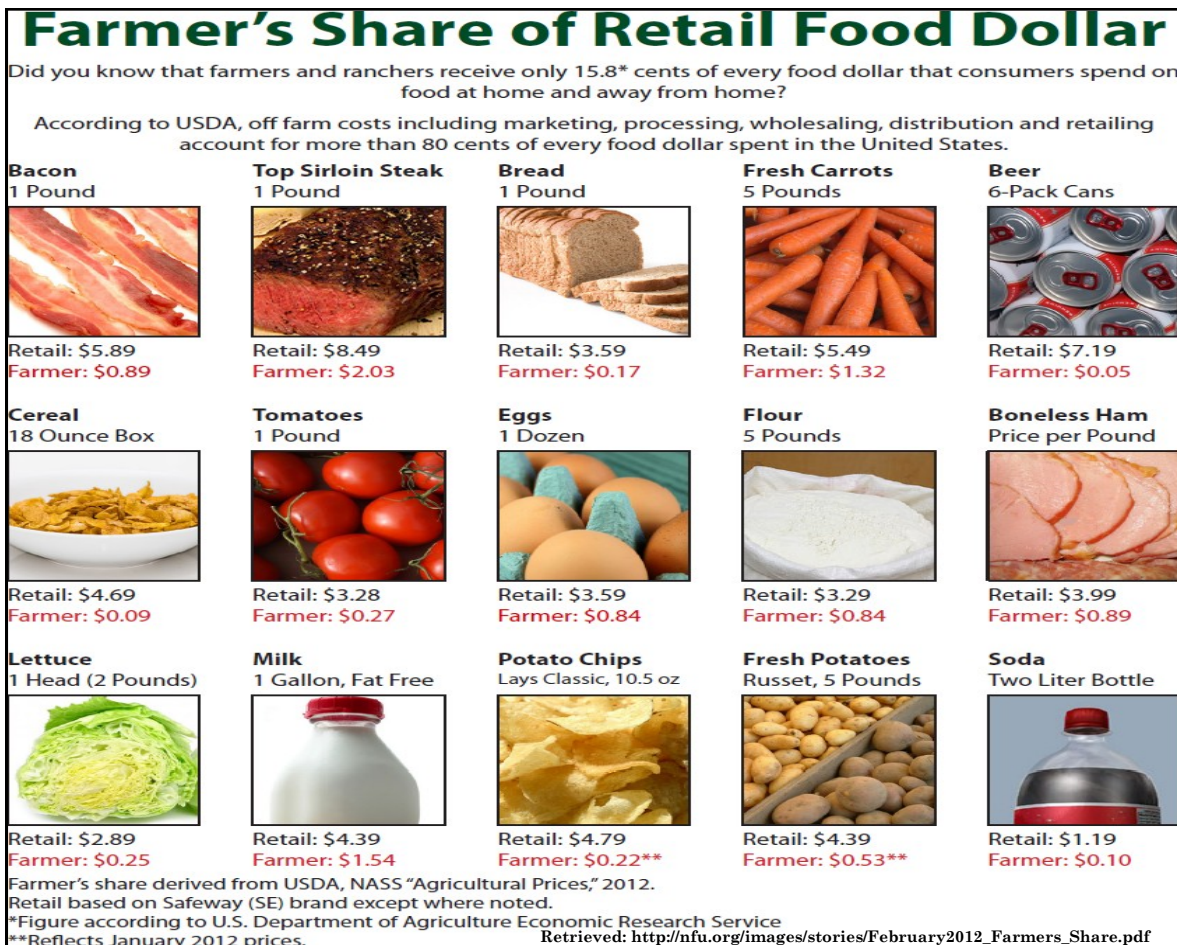 Farmer's Share of Retail Food Dollar
Did you know that farmers and ranchers receive only 15.8* cents of every food dollar that consumers spend on
food at home and away from home?
According to USDA, off farm costs including marketing, processing, wholesaling, distribution and retailing
account for more than 80 cents of every food dollar spent in the United States.
Bacon
1 Pound
Retail: $5.89
Farmer: $0.89
Top Sirloin Steak
1 Pound
Retail: $8.49
Farmer: $2.03
Bread
1 Pound
Retail: $3.59
Farmer: $0.17
Fresh Carrots
5 Pounds
Retail: $5.49
Farmer: $1.32
Beer
6-Pack Cans
Retail: $7.19
Farmer: $0.05
Cereal
18 Ounce Box
Retail: $4.69
Farmer: $0.09
Tomatoes
1 Pound
Retail: $3.28
Farmer: $0.27
Eggs
1 Dozen
Retail: $3.59
Farmer: $0.84
Flour
5 Pounds
Retail: $3.29
Farmer: $0.84
Boneless Ham
Price per Pound
Retail: $3.99
Farmer: $0.89
Lettuce
1 Head (2 Pounds)
Retail: $2.89
Farmer: $0.25
Milk
1 Gallon, Fat Free
Retail: $4.39
Farmer: $1.54
Potato Chips
Lays Classic, 10.5 oz
Retail: $4.79
Farmer: $0.22**
Fresh Potatoes
Russet, 5 Pounds
Retail: $4.39
Farmer: $0.53**
Soda
Two Liter Bottle
Retail: $1.19
Farmer: $0.10
Farmer's share derived from USDA, NASS "Agricultural Prices," 2012.
Retail based on Safeway (SE) brand except where noted.
*Figure according to U.S. Department of Agriculture Economic Research Service
**Reflects January 2012 prices.
Retrieved: http://nfu.org/images/stories/February2012_Farmers_Share.pdf